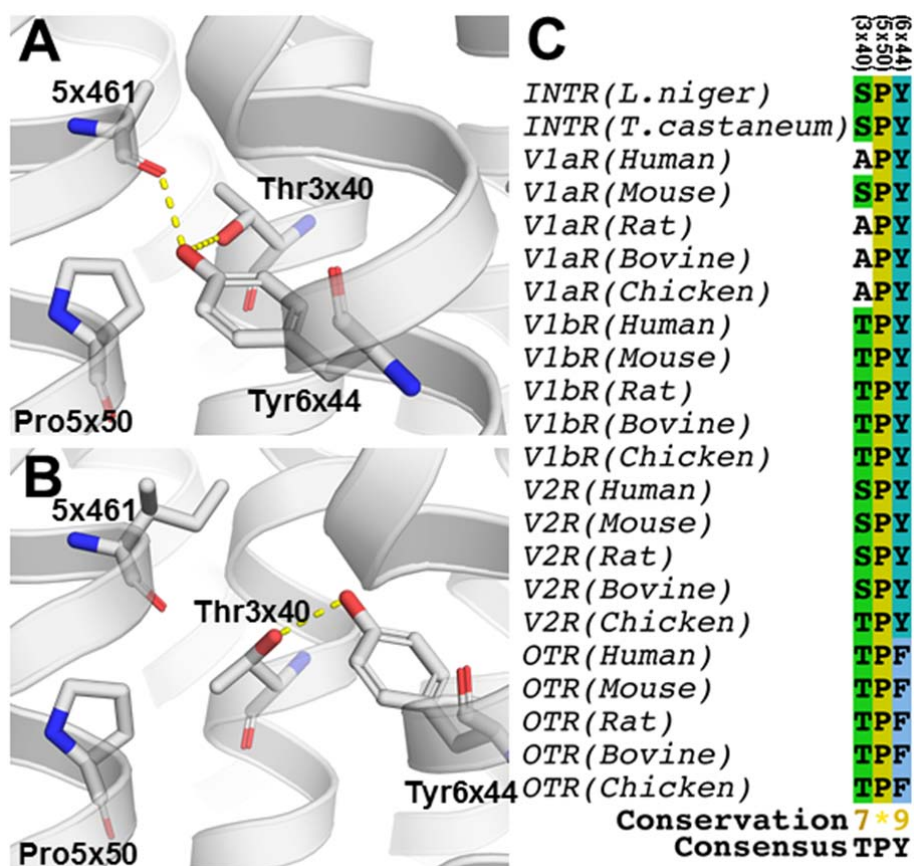 A
5x461
Thr3x40
Tyr6x44
Pro5x50
B
5x461
Thr3x40
Tyr6x44
Pro5x50
C
(3x40)
(5x50)
(6x44)
INTR(L.niger) SPY
INTR(T.castaneum) SPY
V1aR(Human) APY
V1aR(Mouse) SPY
V1aR(Rat) APY
V1aR(Bovine) APY
V1aR(Chicken) APY
V1bR(Human) TPY
V1bR(Mouse) TPY
V1bR(Rat) TPY
V1bR(Bovine) TPY
V1bR(Chicken) TPY
V2R(Human) SPY
V2R(Mouse) SPY
V2R(Rat) SPY
V2R(Bovine) SPY
V2R(Chicken) TPY
OTR(Human) TPF
OTR(Mouse) TPF
OTR(Rat) TPF
OTR(Bovine) TPF
OTR(Chicken) TPF
Conservation 7*9
Consensus TPY